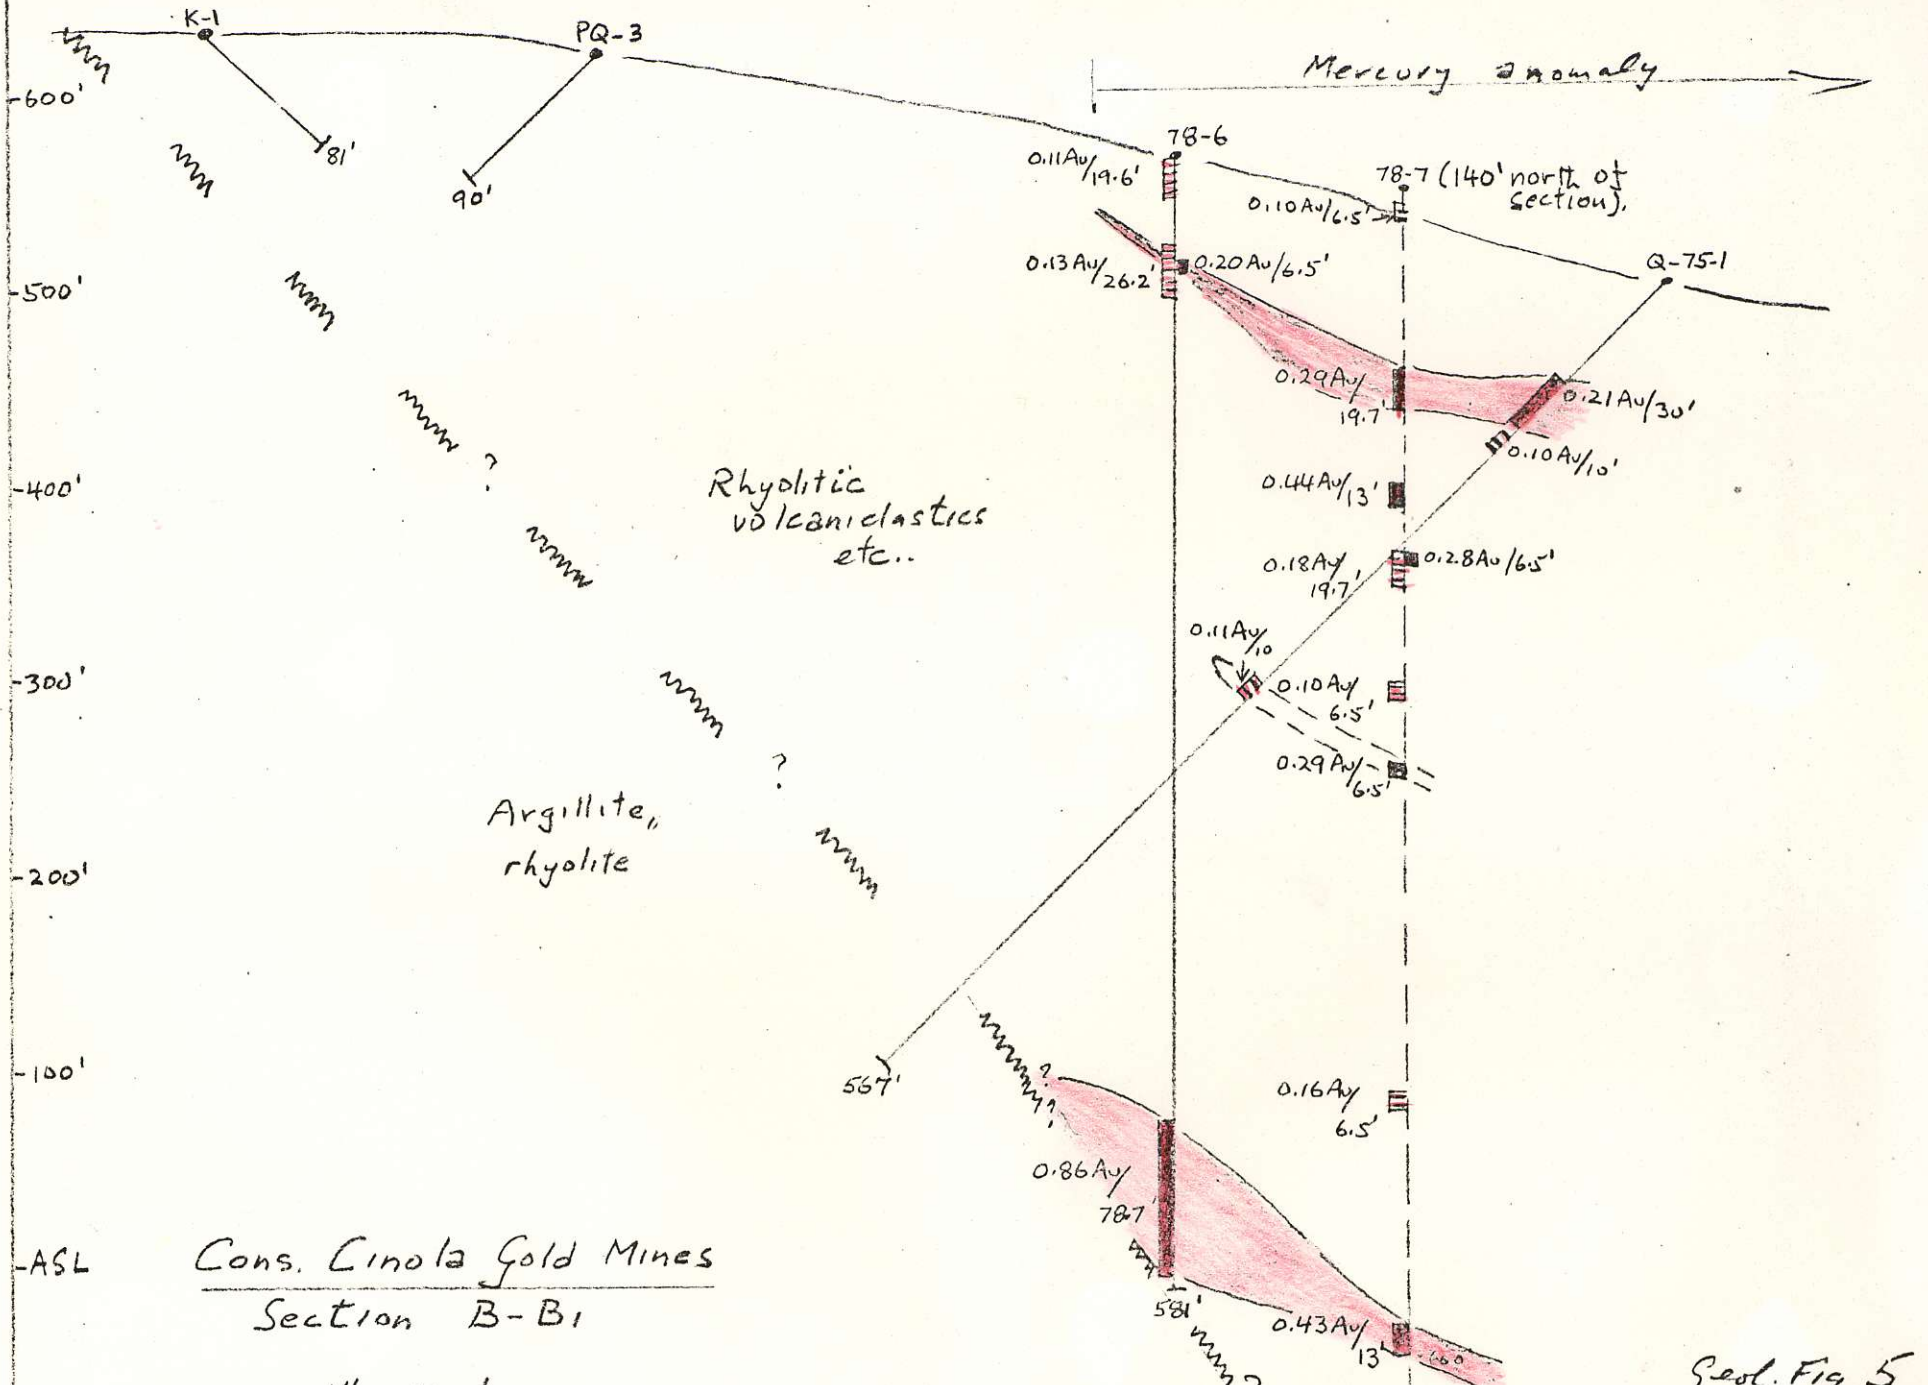 K-1
PQ-3
Mercury anomaly
600'
81'
90'
78-6
0.11Au/19.6'
78-7 (140' north of
section).
0.10Au/6.5'
Q-75-1
0.13Au/26.2'
0.20Au/6.5'
500'
0.29Au/
19.7'
0.21Au/30'
0.10Au/10'
?
400'
Rhyolitic
volcaniclastics
etc..
0.44Au/13'
0.18Au/
19.7'
0.28Au/6.5'
0.11Au/10
300'
0.10Au/
6.5'
?
0.29Au/
6.5'
Argillite,,
rhyolite
200'
100'
567'
?
?
0.16Au/
6.5'
0.86Au/
78.7'
ASL
Cons. Cinola Gold Mines
Section B-B1
581'
0.43Au/
13'
?
Geol. Fig 5